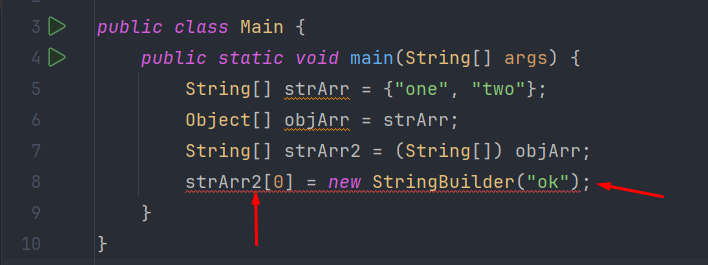 3 public class Main {
4 public static void main(String[] args) {
5 String[] strArr = {"one", "two"};
6 Object[] objArr = strArr;
7 String[] strArr2 = (String[]) objArr;
8 strArr2[0] = new StringBuilder("ok");
9 }
10 }